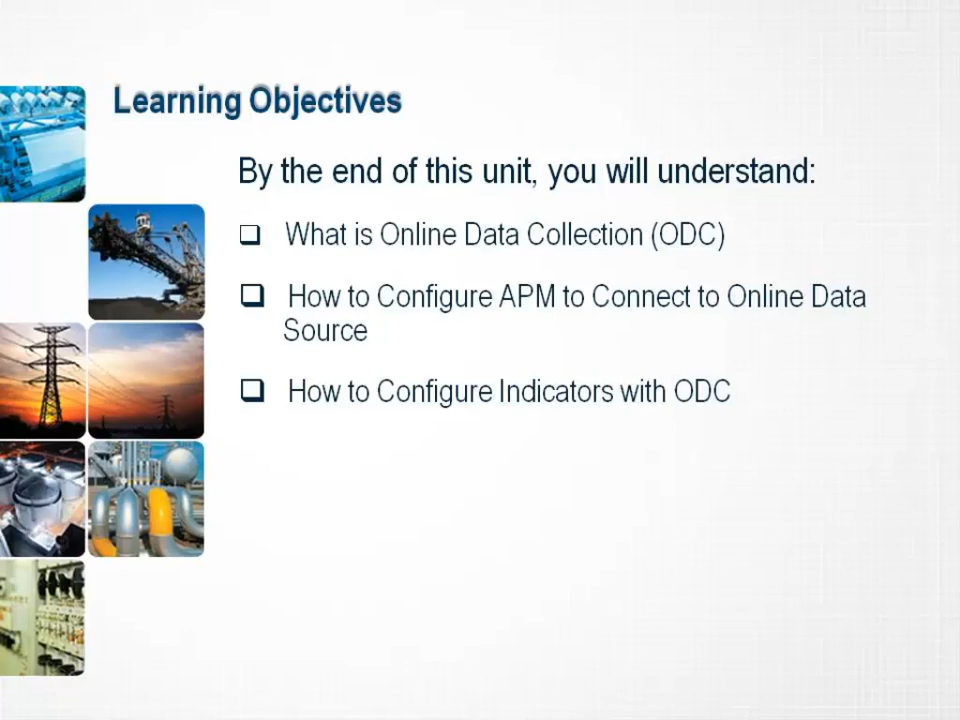 Learning Objectives
By the end of this unit, you will understand:
What is Online Data Collection (ODC)
How to Configure APM to Connect to Online Data
Source
How to Configure Indicators with ODC